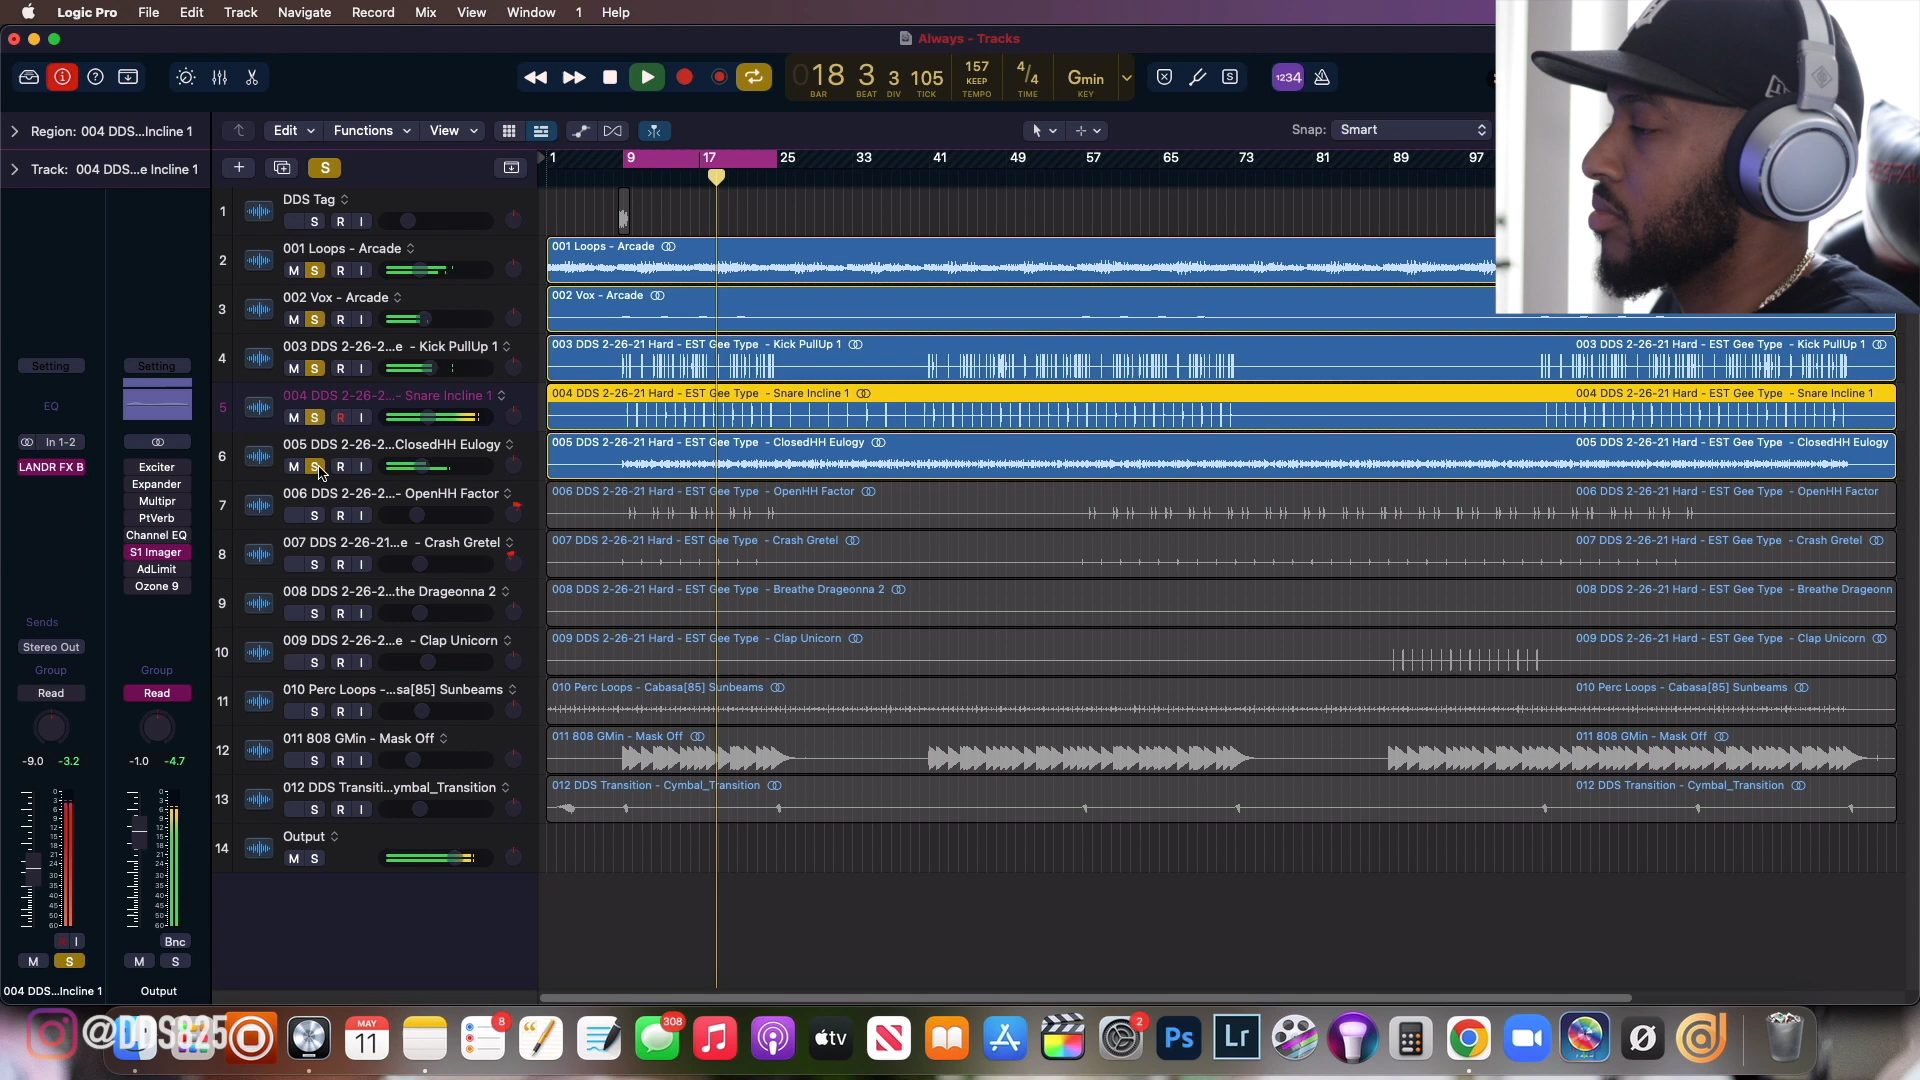 Logic Pro File Edit Track Navigate Record Mix View Window 1 Help
Always - Tracks
018 3 3 105 157 KEEP 4/4 Gmin 1234
BAR BEAT DIV TICK TEMPO TIME KEY
Region: 004 DDS...Incline 1
Edit Functions View Snap: Smart
Track: 004 DDS...e Incline 1
S
1 9 17 25 33 41 49 57 65 73 81 89 97
1 DDS Tag
S R I
2 001 Loops - Arcade
M S R I
001 Loops - Arcade
3 002 Vox - Arcade
M S R I
002 Vox - Arcade
4 003 DDS 2-26-2...e - Kick PullUp 1
M S R I
003 DDS 2-26-21 Hard - EST Gee Type - Kick PullUp 1
003 DDS 2-26-21 Hard - EST Gee Type - Kick PullUp 1
5 004 DDS 2-26-2...- Snare Incline 1
M S R I
004 DDS 2-26-21 Hard - EST Gee Type - Snare Incline 1
004 DDS 2-26-21 Hard - EST Gee Type - Snare Incline 1
6 005 DDS 2-26-2...ClosedHH Eulogy
M S R I
005 DDS 2-26-21 Hard - EST Gee Type - ClosedHH Eulogy
005 DDS 2-26-21 Hard - EST Gee Type - ClosedHH Eulogy
7 006 DDS 2-26-2...- OpenHH Factor
S R I
006 DDS 2-26-21 Hard - EST Gee Type - OpenHH Factor
006 DDS 2-26-21 Hard - EST Gee Type - OpenHH Factor
8 007 DDS 2-26-21...e - Crash Gretel
S R I
007 DDS 2-26-21 Hard - EST Gee Type - Crash Gretel
007 DDS 2-26-21 Hard - EST Gee Type - Crash Gretel
9 008 DDS 2-26-2...the Drageonna 2
S R I
008 DDS 2-26-21 Hard - EST Gee Type - Breathe Drageonna 2
008 DDS 2-26-21 Hard - EST Gee Type - Breathe Drageonn
10 009 DDS 2-26-2...e - Clap Unicorn
S R I
009 DDS 2-26-21 Hard - EST Gee Type - Clap Unicorn
009 DDS 2-26-21 Hard - EST Gee Type - Clap Unicorn
11 010 Perc Loops -...sa[85] Sunbeams
S R I
010 Perc Loops - Cabasa[85] Sunbeams
010 Perc Loops - Cabasa[85] Sunbeams
12 011 808 GMin - Mask Off
S R I
011 808 GMin - Mask Off
011 808 GMin - Mask Off
13 012 DDS Transiti...ymbal_Transition
S R I
012 DDS Transition - Cymbal_Transition
012 DDS Transition - Cymbal_Transition
14 Output
M S
Setting Setting
EQ
In 1-2
LANDR FX B Exciter
Expander
Multipr
PtVerb
Channel EQ
S1 Imager
AdLimit
Ozone 9
Sends
Stereo Out
Group Group
Read Read
-9.0 -3.2 -1.0 -4.7
R I Bnc
M S M S
004 DDS...Incline 1 Output
@DDS825
MAY
11
8
308
tv
2
Ps
Lr